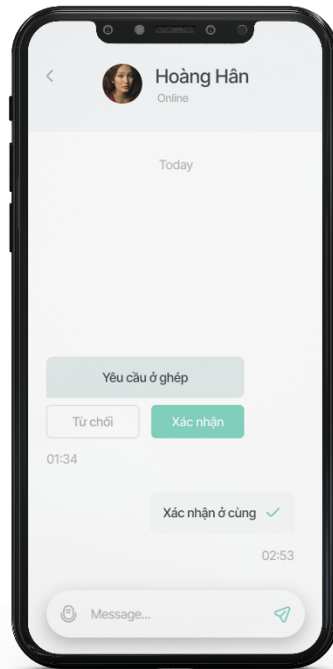 Hoàng Hân
Online
Today
Yêu cầu ở ghép
Từ chối
Xác nhận
01:34
Xác nhận ở cùng
02:53
Message...